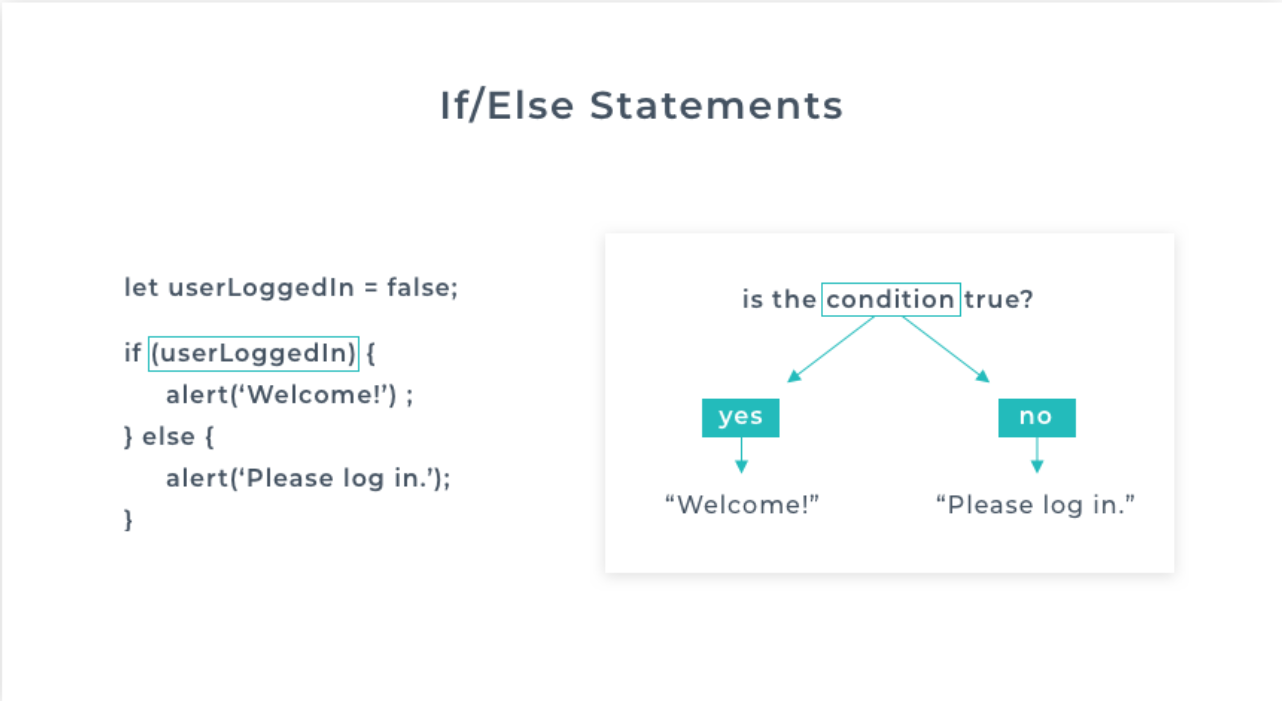 If/Else Statements
let userLoggedIn = false;
if (userLoggedIn) {
alert(‘Welcome!’) ;
} else {
alert(‘Please log in.’);
}
is the condition true?
yes
no
“Welcome!”
“Please log in.”